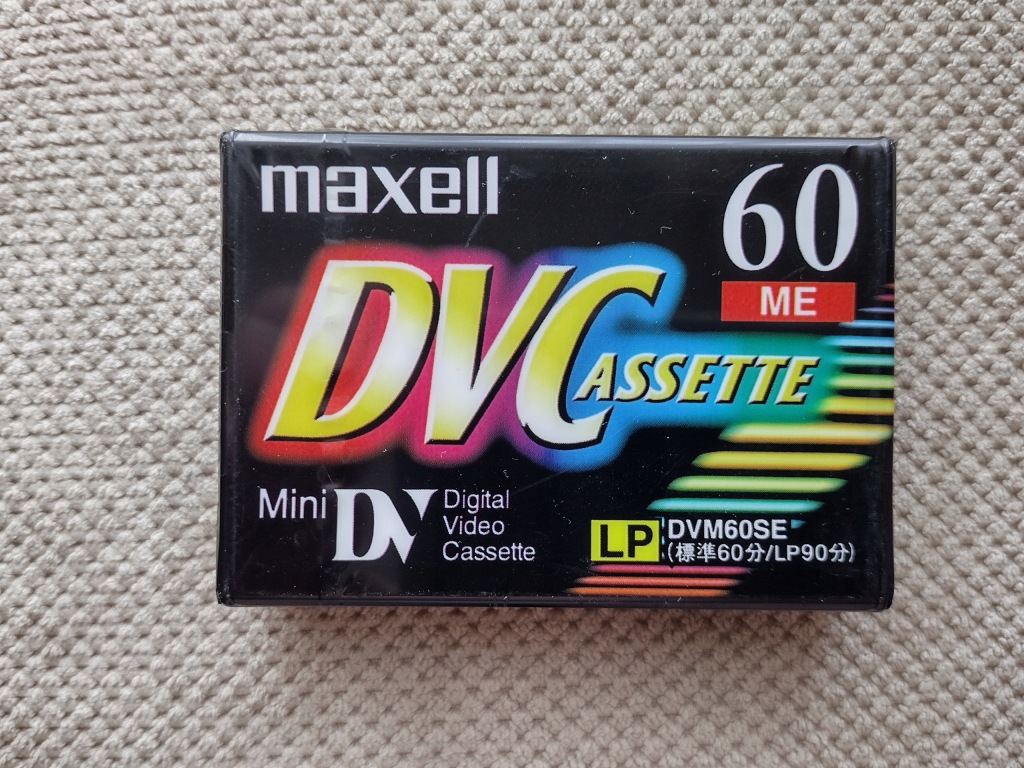 maxell
60
ME
DVCASSETTE
Mini DV Digital
Video
Cassette
LP DVM60SE
(標準60分/LP90分)